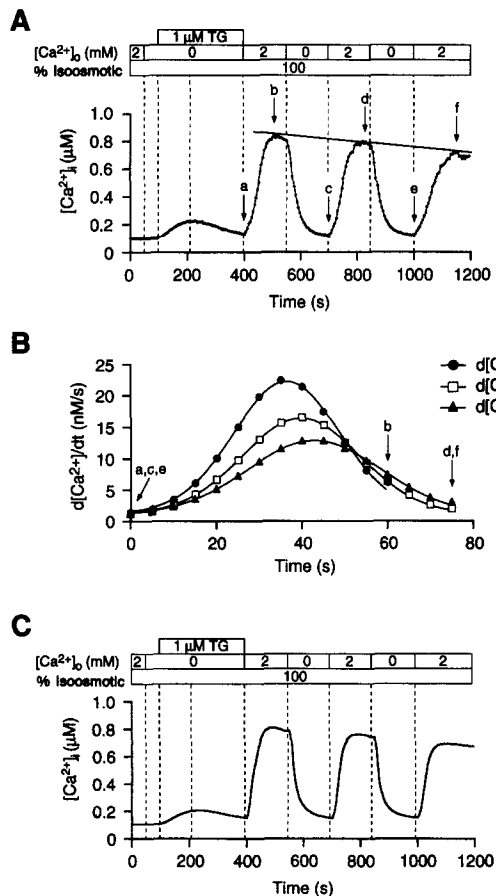 A
1 μM TG
[Ca²⁺]ₒ (mM) 2 0 2 0 2 0 2
% Isoosmotic 100
b d f
a c e
1.0
0.8
0.6
0.4
0.2
0
[Ca²⁺]ᵢ (μM)
0 200 400 600 800 1000 1200
Time (s)
B
25
20
15
10
5
0
d[Ca²⁺]/dt (nM/s)
d[C
d[C
d[C
a,c,e
b
d,f
0 20 40 60 80
Time (s)
C
1 μM TG
[Ca²⁺]ₒ (mM) 2 0 2 0 2 0 2
% Isoosmotic 100
1.0
0.8
0.6
0.4
0.2
0
[Ca²⁺]ᵢ (μM)
0 200 400 600 800 1000 1200
Time (s)